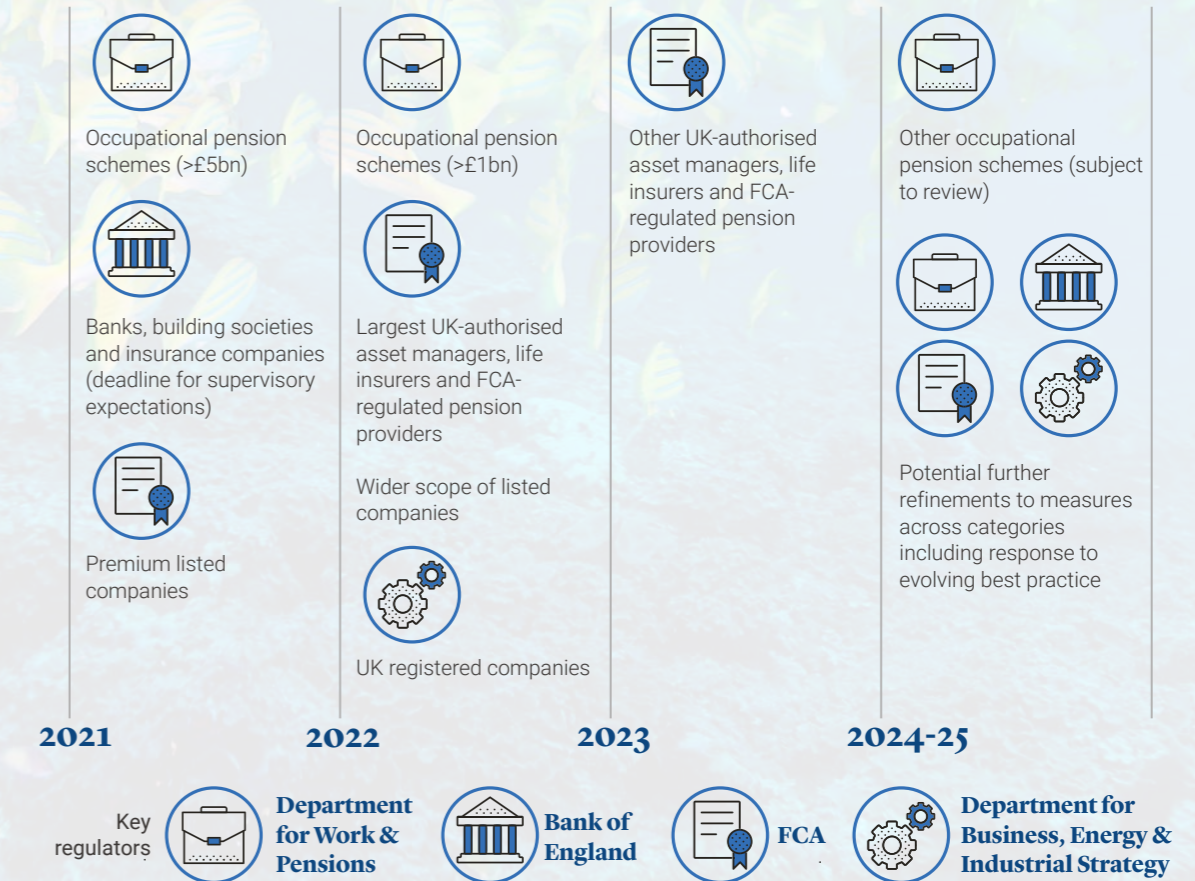 Occupational pension
schemes (>£5bn)
Banks, building societies
and insurance companies
(deadline for supervisory
expectations)
Premium listed
companies
Occupational pension
schemes (>£1bn)
Largest UK-authorised
asset managers, life
insurers and FCA-
regulated pension
providers
Wider scope of listed
companies
UK registered companies
Other UK-authorised
asset managers, life
insurers and FCA-
regulated pension
providers
Other occupational
pension schemes (subject
to review)
Potential further
refinements to measures
across categories
including response to
evolving best practice
2021
2022
2023
2024-25
Key
regulators
Department
for Work &
Pensions
Bank of
England
FCA
Department for
Business, Energy &
Industrial Strategy